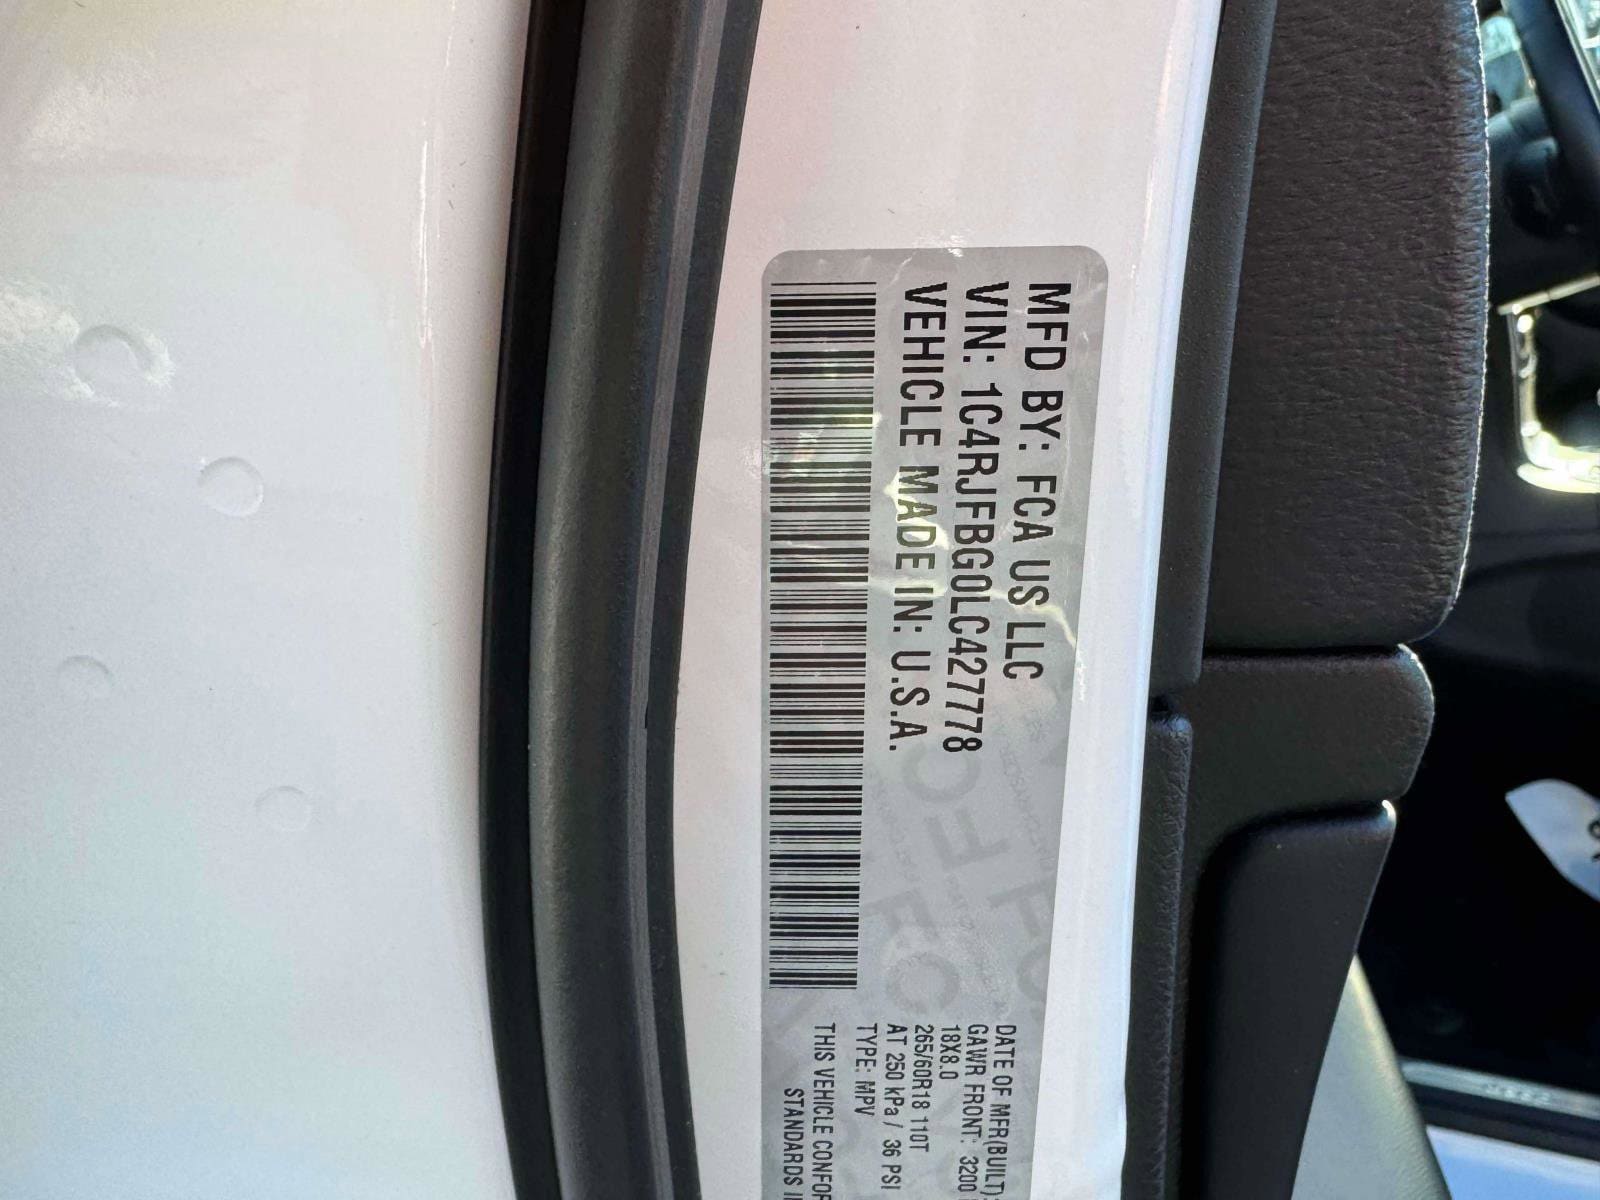 MFD BY: FCA US LLC
VIN: 1C4RJFBG0LC427778
VEHICLE MADE IN: U.S.A.
DATE OF MFR(BUILT):
GAWR FRONT: 3200
18X8.0
265/60R18 110T
AT 250 kPa / 36 PSI
TYPE: MPV
THIS VEHICLE CONFOR
STANDARDS I